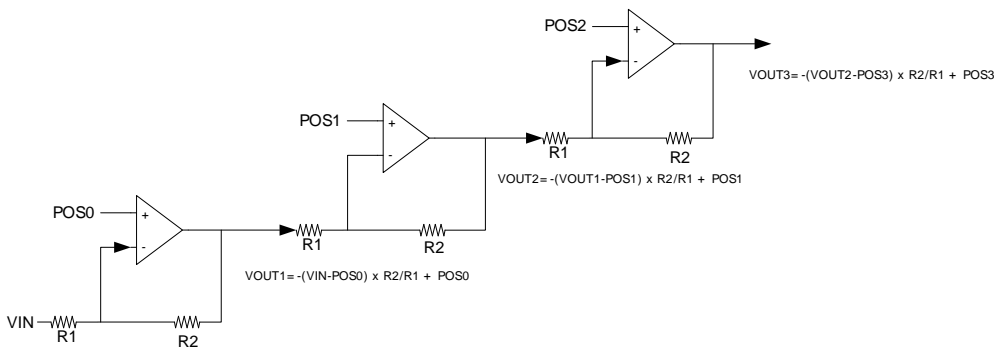 POS2
VOUT3= -(VOUT2-POS3) x R2/R1 + POS3
POS1
R1
R2
VOUT2= -(VOUT1-POS1) x R2/R1 + POS1
POS0
R1
R2
VOUT1= -(VIN-POS0) x R2/R1 + POS0
VIN
R1
R2